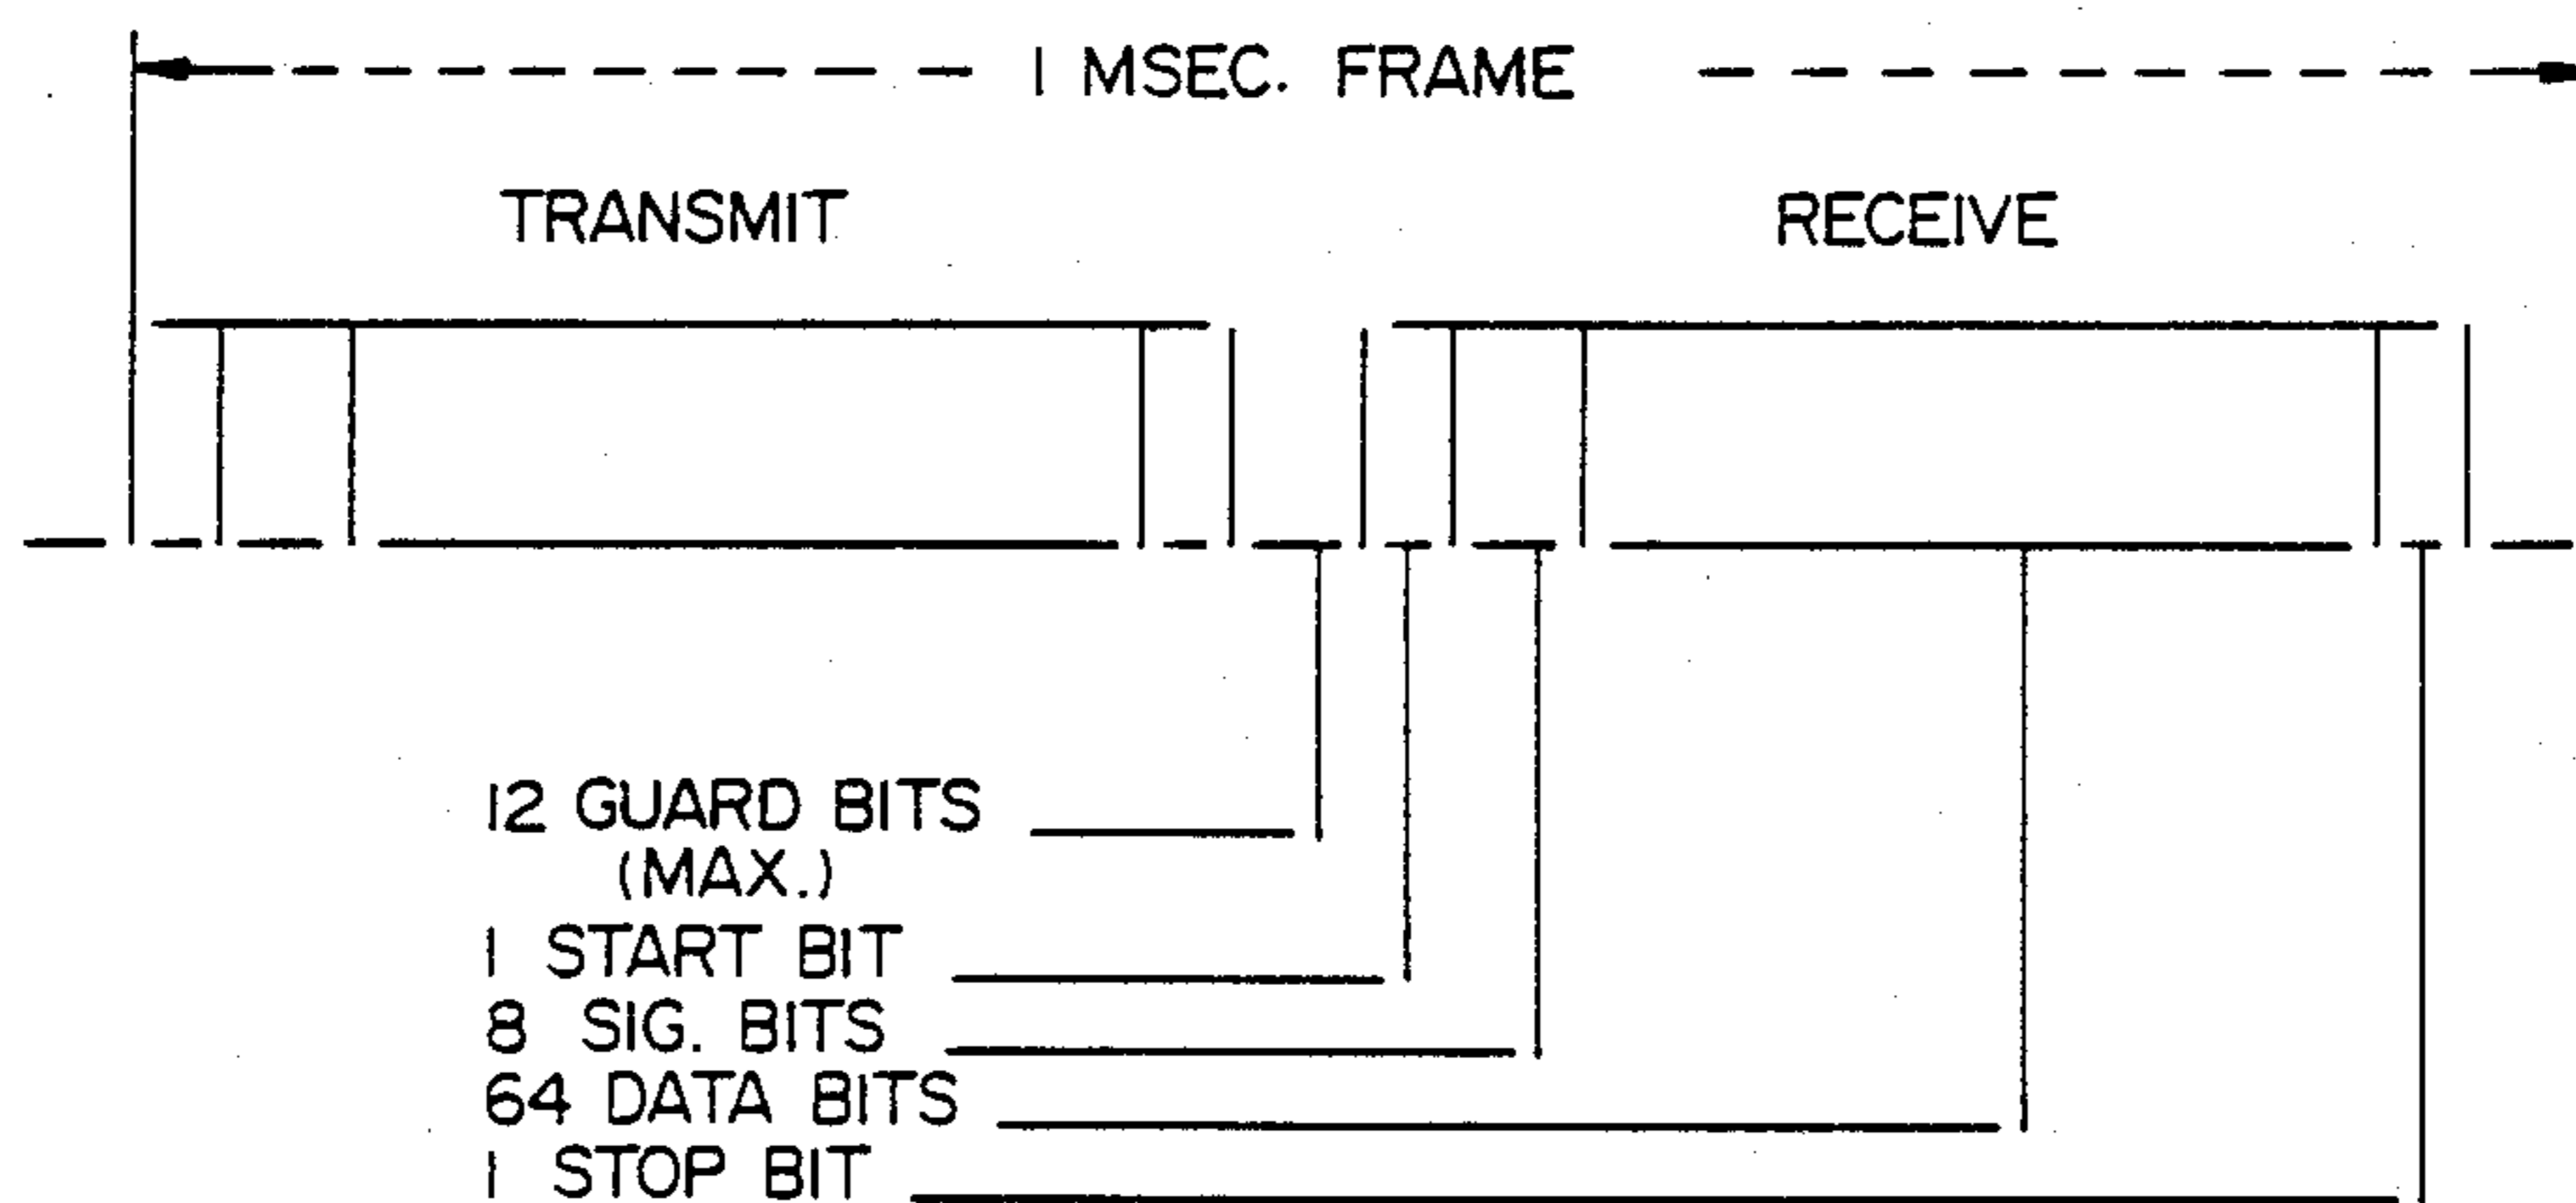 1 MSEC. FRAME
TRANSMIT
RECEIVE
12 GUARD BITS
(MAX.)
1 START BIT
8 SIG. BITS
64 DATA BITS
1 STOP BIT